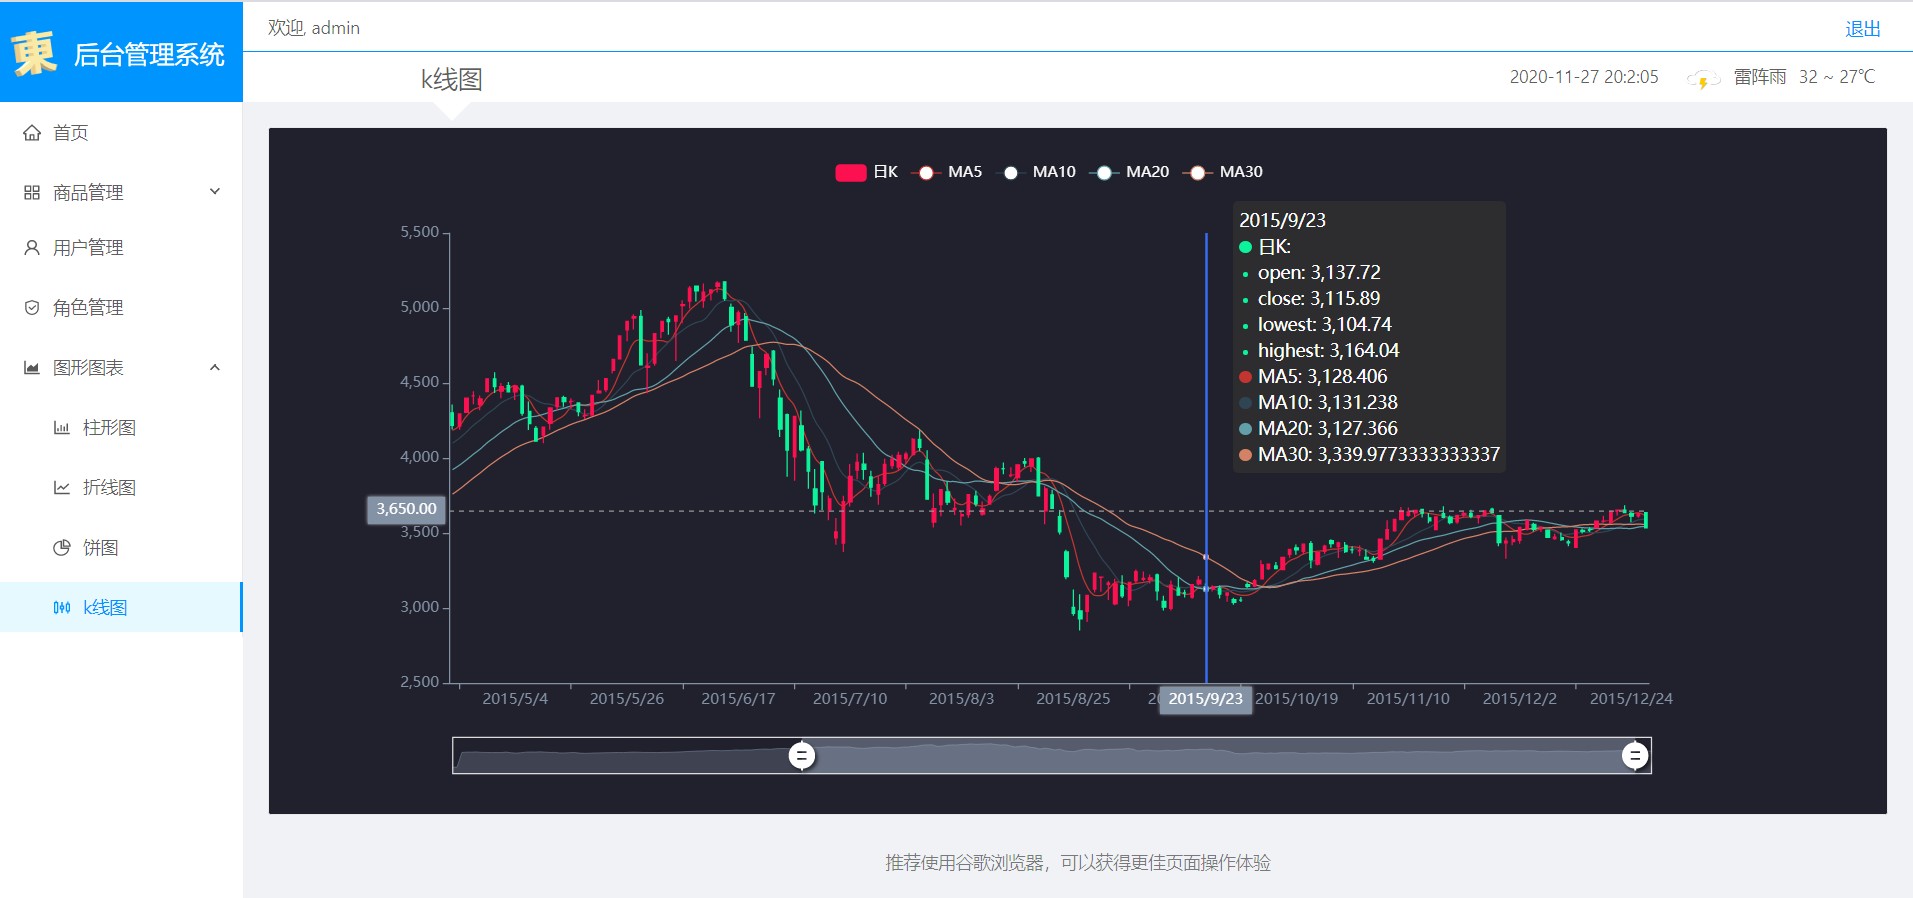 東 后台管理系统
欢迎, admin
退出
k线图
2020-11-27 20:2:05 雷阵雨 32 ~ 27℃
首页
商品管理
用户管理
角色管理
图形图表
柱形图
折线图
饼图
k线图
日K MA5 MA10 MA20 MA30
5,500
5,000
4,500
4,000
3,650.00
3,500
3,000
2,500
2015/9/23
日K:
open: 3,137.72
close: 3,115.89
lowest: 3,104.74
highest: 3,164.04
MA5: 3,128.406
MA10: 3,131.238
MA20: 3,127.366
MA30: 3,339.9773333333337
2015/5/4 2015/5/26 2015/6/17 2015/7/10 2015/8/3 2015/8/25 2015/9/23 2015/10/19 2015/11/10 2015/12/2 2015/12/24
推荐使用谷歌浏览器，可以获得更佳页面操作体验